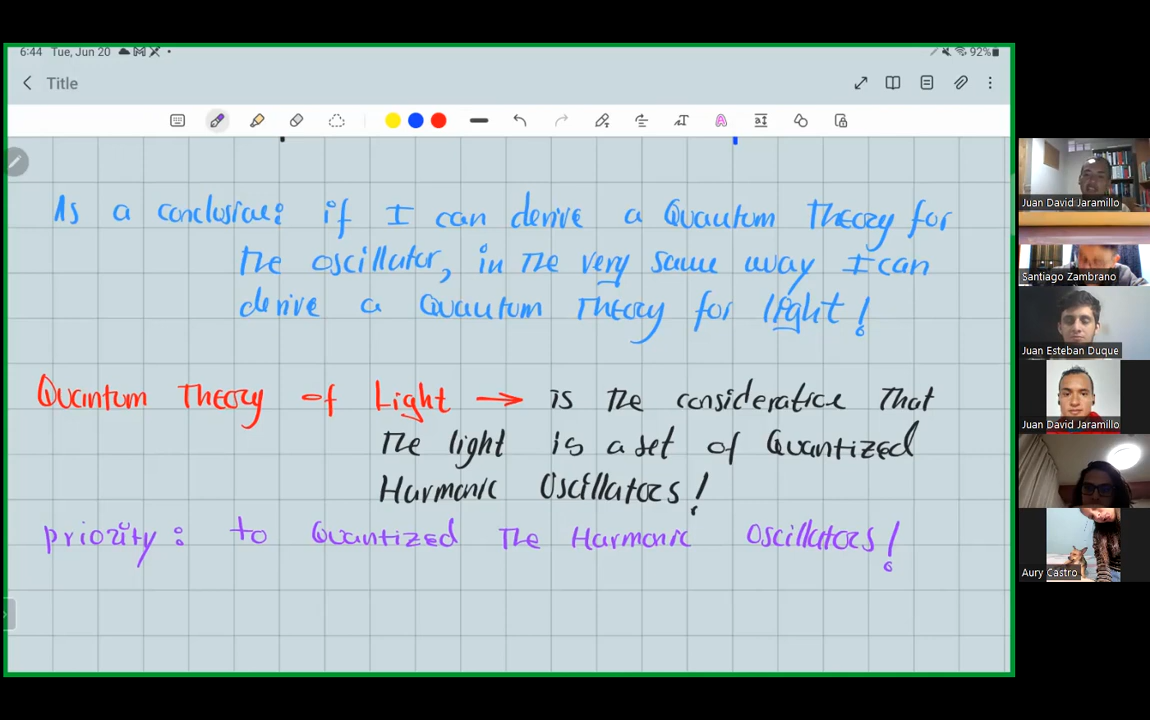 6:44 Tue, Jun 20
92%
Title
As a conclusion: if I can derive a Quantum Theory for
the oscillator, in the very same way I can
derive a Quantum Theory for light!
Quantum Theory of Light → is the consideration that
the light is a set of Quantized
Harmonic Oscillators!
priority: to Quantized The Harmonic Oscillators!
Juan David Jaramillo
Santiago Zambrano
Juan Esteban Duque
Juan David Jaramillo
Aury Castro